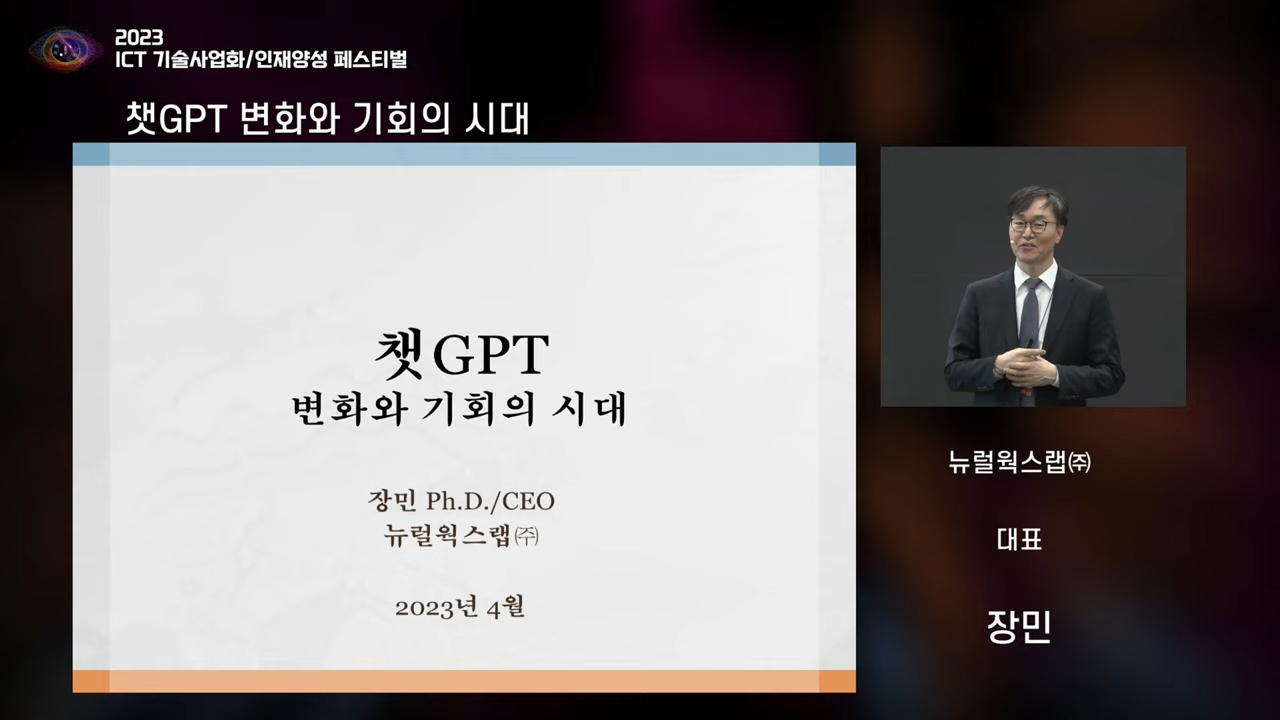 2023
ICT 기술사업화/인재양성 페스티벌
챗GPT 변화와 기회의 시대
챗GPT
변화와 기회의 시대
장민 Ph.D./CEO
뉴럴웍스랩㈜
2023년 4월
뉴럴웍스랩㈜
대표
장민